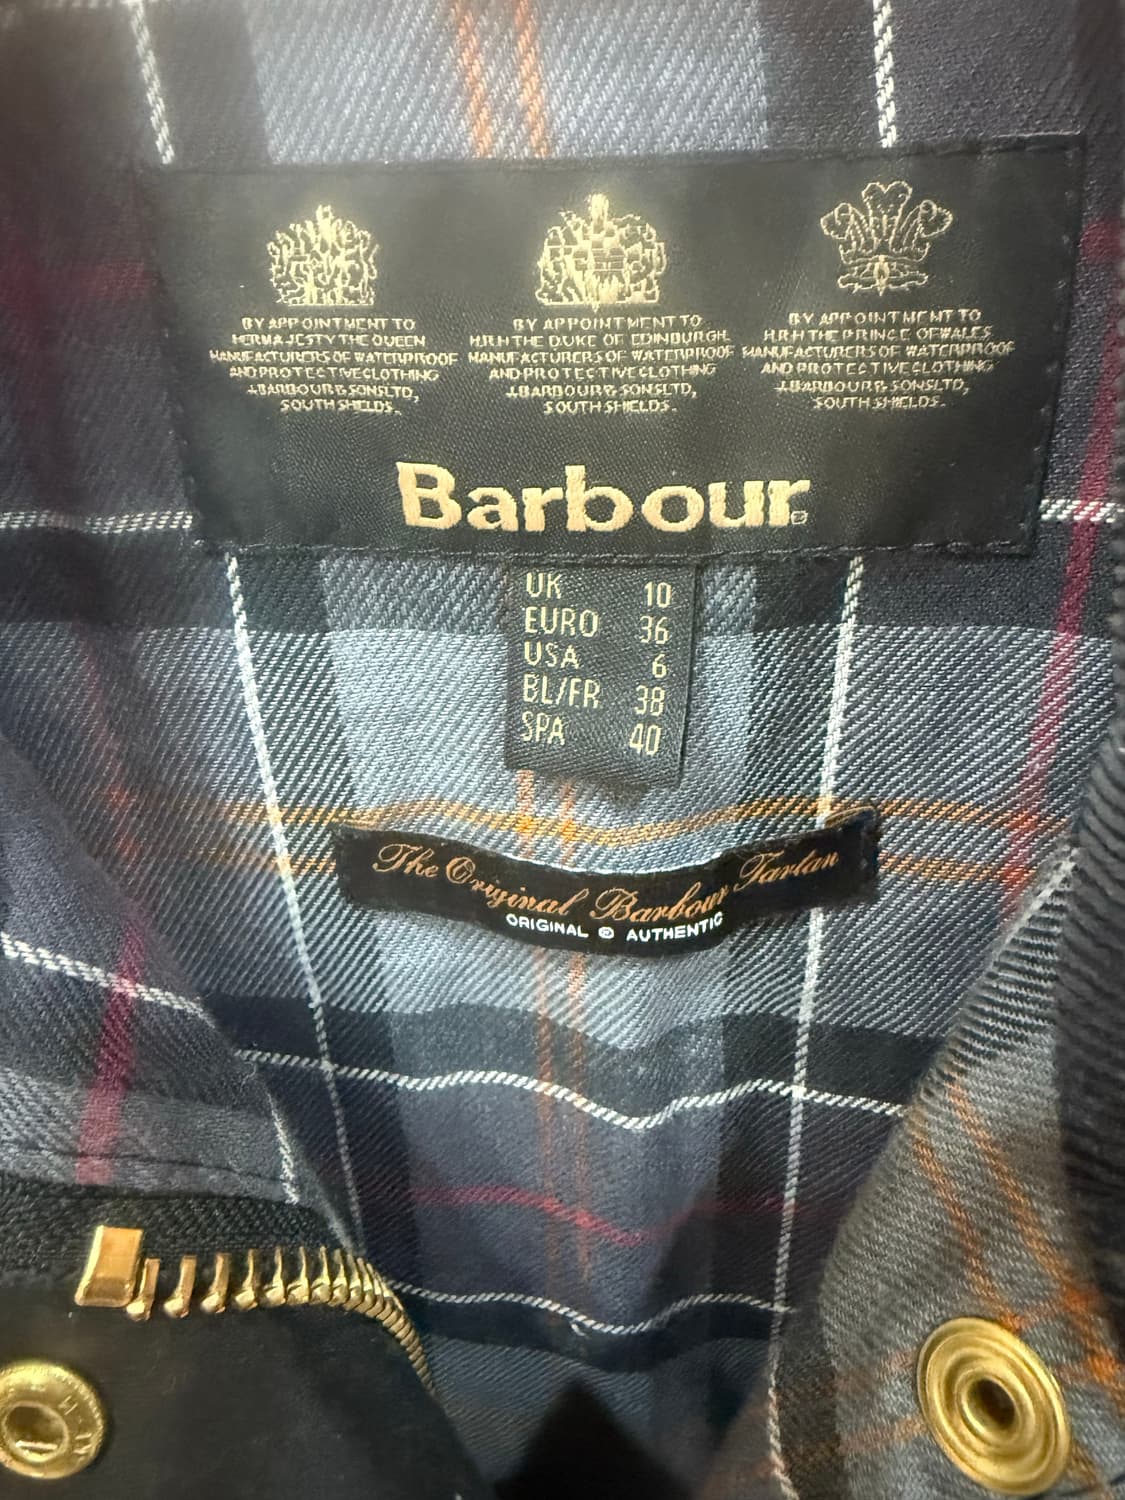 BY APPOINTMENT TO
HER MAJESTY THE QUEEN
MANUFACTURERS OF WATERPROOF
AND PROTECTIVE CLOTHING
J.BARBOUR & SONS LTD,
SOUTH SHIELDS.
BY APPOINTMENT TO
H.R.H THE DUKE OF EDINBURGH
MANUFACTURERS OF WATERPROOF
AND PROTECTIVE CLOTHING
J.BARBOUR & SONS LTD,
SOUTH SHIELDS.
BY APPOINTMENT TO
H.R.H THE PRINCE OF WALES
MANUFACTURERS OF WATERPROOF
AND PROTECTIVE CLOTHING
J.BARBOUR & SONS LTD,
SOUTH SHIELDS.
Barbour®
UK 10
EURO 36
USA 6
BL/FR 38
SPA 40
The Original Barbour Tartan
ORIGINAL ® AUTHENTIC